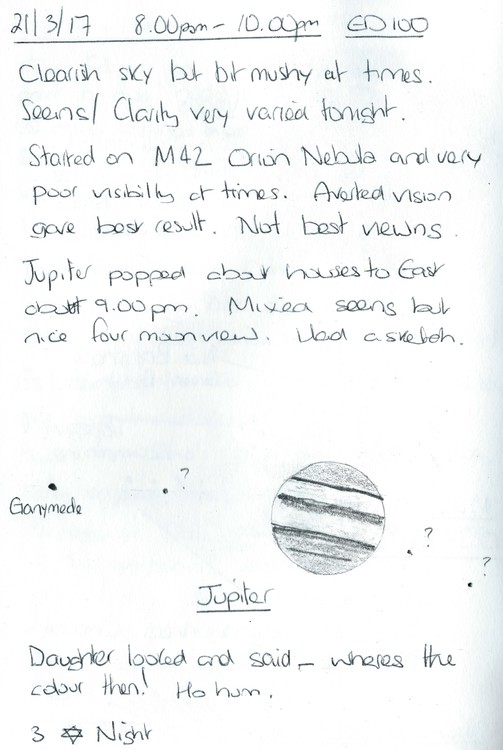 21/3/17 8.00pm - 10.00pm ED100
Clearish sky but bit mushy at times.
Seeing/ Clarity very varied tonight.
Started on M42 Orion Nebula and very
poor visibility at times. Averted vision
gave best result. Not best viewing.
Jupiter popped about houses to East
about 9.00pm. Mixed seeing but
nice four moon view. Had a sketch.
?
Ganymede
?
?
Jupiter
Daughter looked and said - wheres the
colour then! Ho hum.
3 ✡ Night